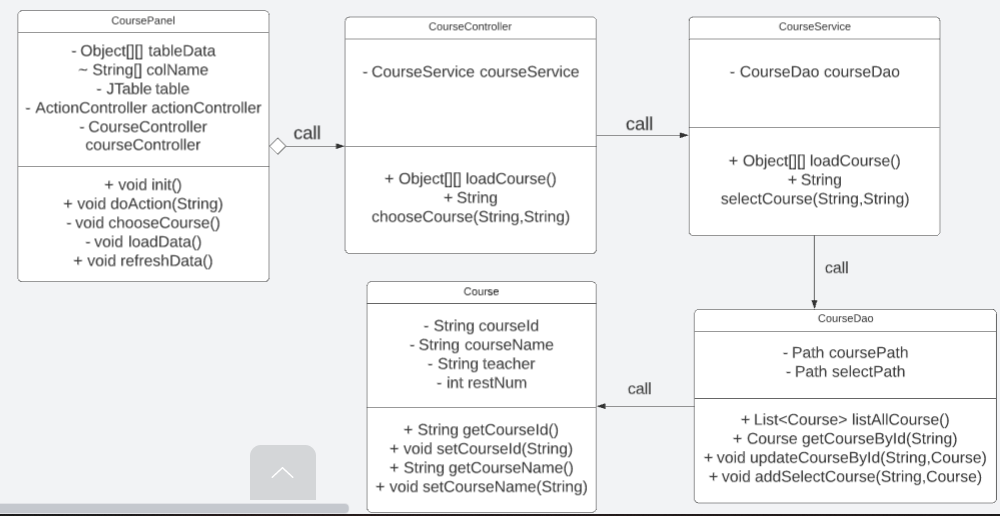 CoursePanel
- Object[][] tableData
~ String[] colName
- JTable table
- ActionController actionController
- CourseController
courseController
+ void init()
+ void doAction(String)
- void chooseCourse()
- void loadData()
+ void refreshData()
call
CourseController
- CourseService courseService
+ Object[][] loadCourse()
+ String
chooseCourse(String,String)
call
CourseService
- CourseDao courseDao
+ Object[][] loadCourse()
+ String
selectCourse(String,String)
call
CourseDao
- Path coursePath
- Path selectPath
+ List<Course> listAllCourse()
+ Course getCourseById(String)
+ void updateCourseById(String,Course)
+ void addSelectCourse(String,Course)
call
Course
- String courseId
- String courseName
- String teacher
- int restNum
+ String getCourseId()
+ void setCourseId(String)
+ String getCourseName()
+ void setCourseName(String)